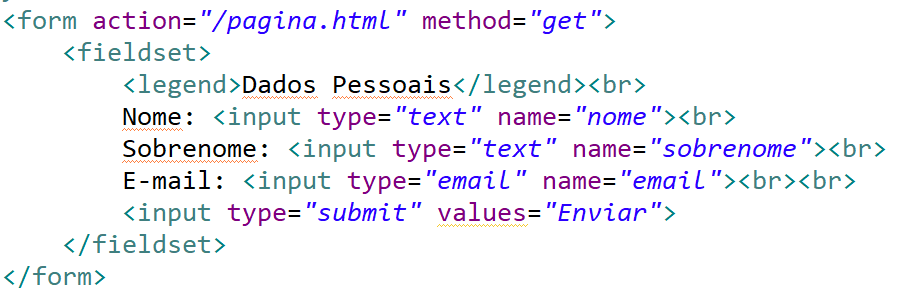 <form action="/pagina.html" method="get">
    <fieldset>
        <legend>Dados Pessoais</legend><br>
        Nome: <input type="text" name="nome"><br>
        Sobrenome: <input type="text" name="sobrenome"><br>
        E-mail: <input type="email" name="email"><br><br>
        <input type="submit" values="Enviar">
    </fieldset>
</form>